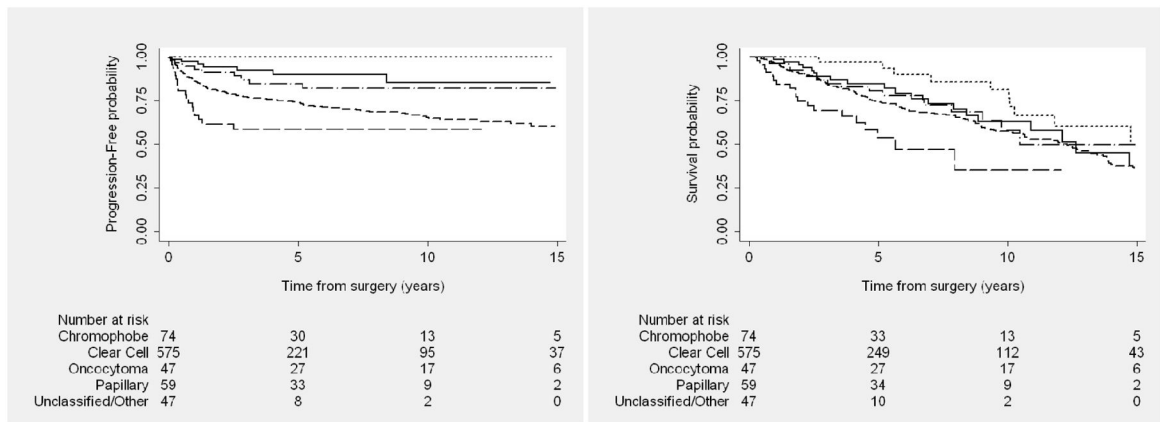 Progression-Free probability
1.00
0.75
0.50
0.25
0.00
0 5 10 15
Time from surgery (years)
Number at risk
Chromophobe 74 30 13 5
Clear Cell 575 221 95 37
Oncocytoma 47 27 17 6
Papillary 59 33 9 2
Unclassified/Other 47 8 2 0
Survival probability
1.00
0.75
0.50
0.25
0.00
0 5 10 15
Time from surgery (years)
Number at risk
Chromophobe 74 33 13 5
Clear Cell 575 249 112 43
Oncocytoma 47 27 17 6
Papillary 59 34 9 2
Unclassified/Other 47 10 2 0